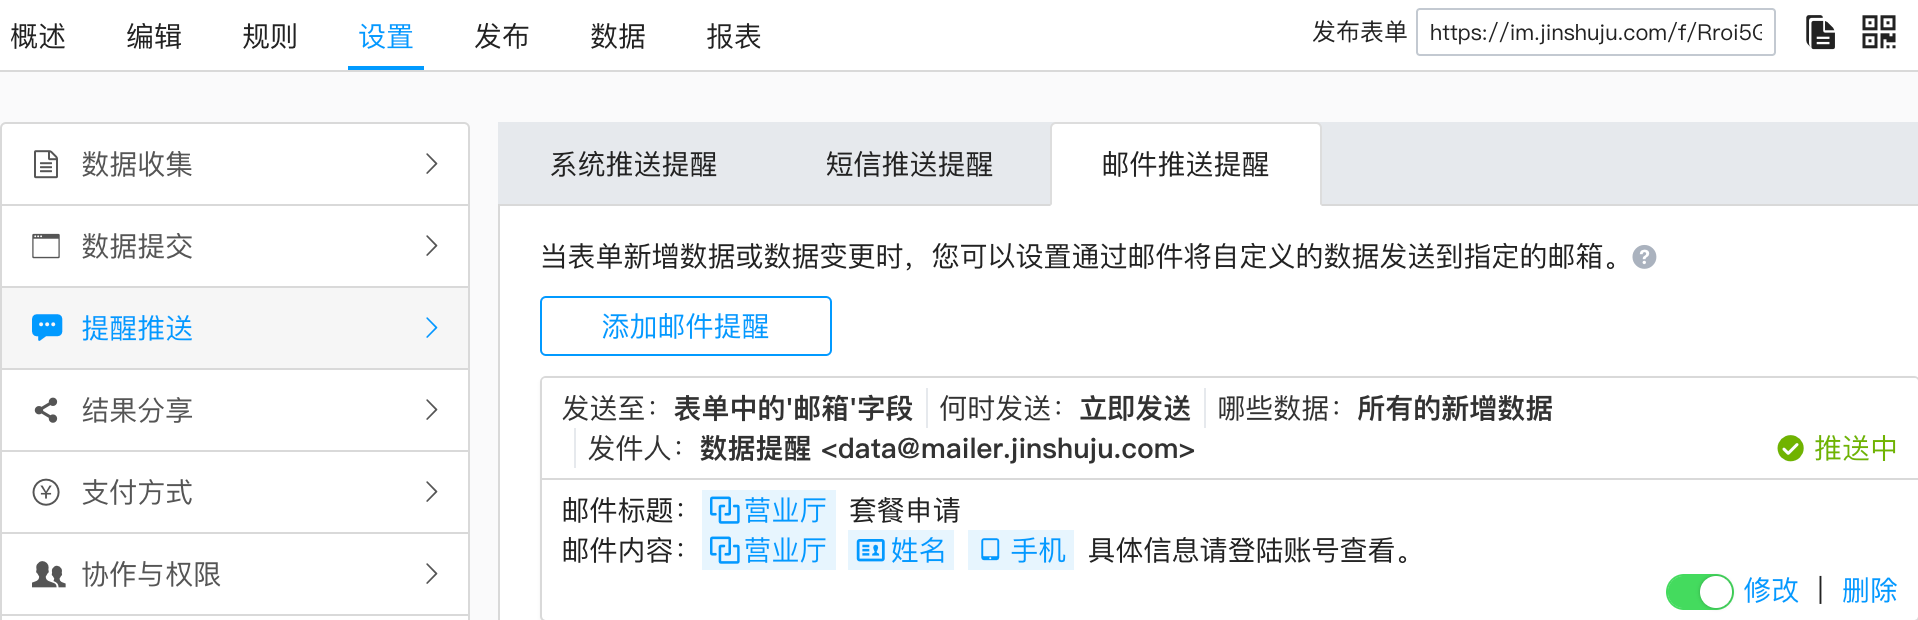 概述 编辑 规则 设置 发布 数据 报表 发布表单 https://im.jinshuju.com/f/Rroi5G
数据收集
数据提交
提醒推送
结果分享
支付方式
协作与权限
系统推送提醒 短信推送提醒 邮件推送提醒
当表单新增数据或数据变更时，您可以设置通过邮件将自定义的数据发送到指定的邮箱。
添加邮件提醒
发送至：表单中的'邮箱'字段 何时发送：立即发送 哪些数据：所有的新增数据
发件人：数据提醒 <data@mailer.jinshuju.com>
推送中
邮件标题：营业厅 套餐申请
邮件内容：营业厅 姓名 手机 具体信息请登陆账号查看。
修改 | 删除